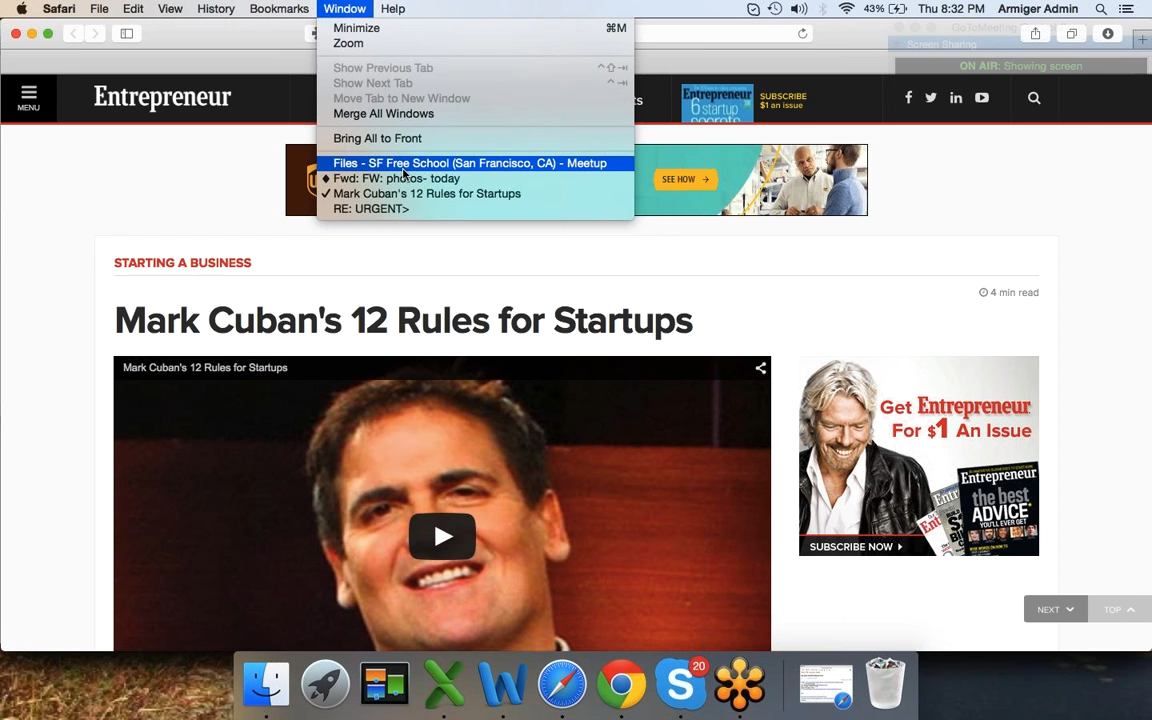 Safari File Edit View History Bookmarks Window Help 43% Thu 8:32 PM Armiger Admin
Minimize ⌘M
Zoom
Show Previous Tab
Show Next Tab
Move Tab to New Window
Merge All Windows
Bring All to Front
Files - SF Free School (San Francisco, CA) - Meetup
Fwd: FW: photos- today
✓ Mark Cuban's 12 Rules for Startups
RE: URGENT>
Screen Sharing
ON AIR: Showing screen
MENU
Entrepreneur
Entrepreneur
6 startup
secrets
SUBSCRIBE
$1 an issue
SEE HOW →
STARTING A BUSINESS
4 min read
Mark Cuban's 12 Rules for Startups
Mark Cuban's 12 Rules for Startups
Get Entrepreneur
For $1 An Issue
Entrepreneur
the best
ADVICE
YOU'LL EVER GET
SUBSCRIBE NOW
NEXT
TOP
20